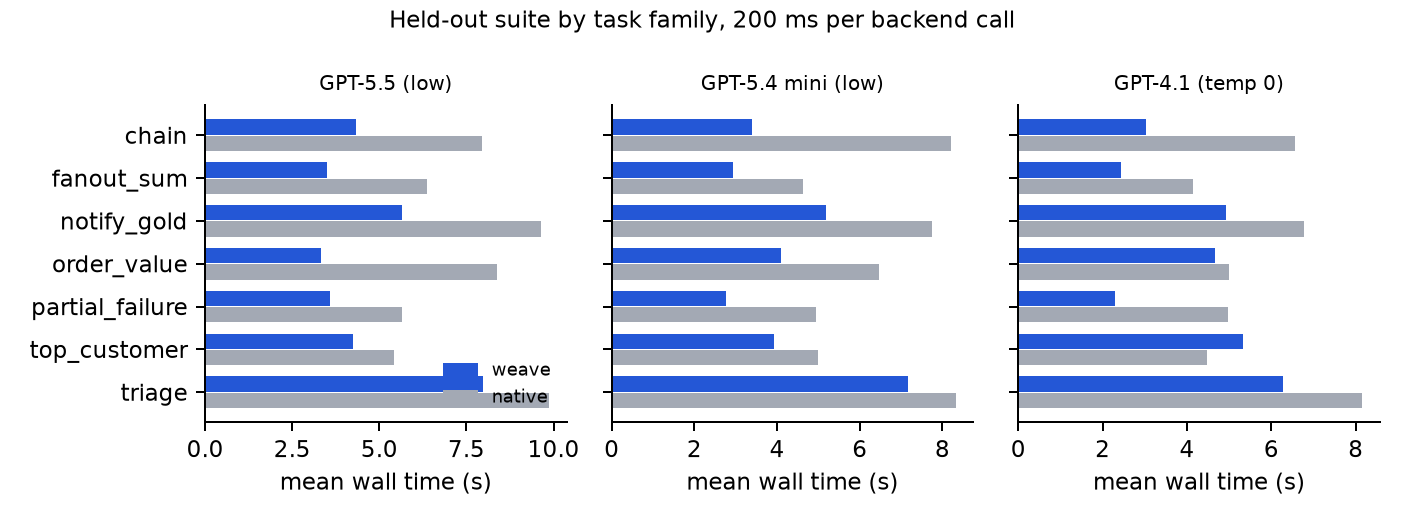 Held-out suite by task family, 200 ms per backend call
GPT-5.5 (low)
GPT-5.4 mini (low)
GPT-4.1 (temp 0)
chain
fanout_sum
notify_gold
order_value
partial_failure
top_customer
triage
weave
native
0.0 2.5 5.0 7.5 10.0
0 2 4 6 8
0 2 4 6 8
mean wall time (s)
mean wall time (s)
mean wall time (s)